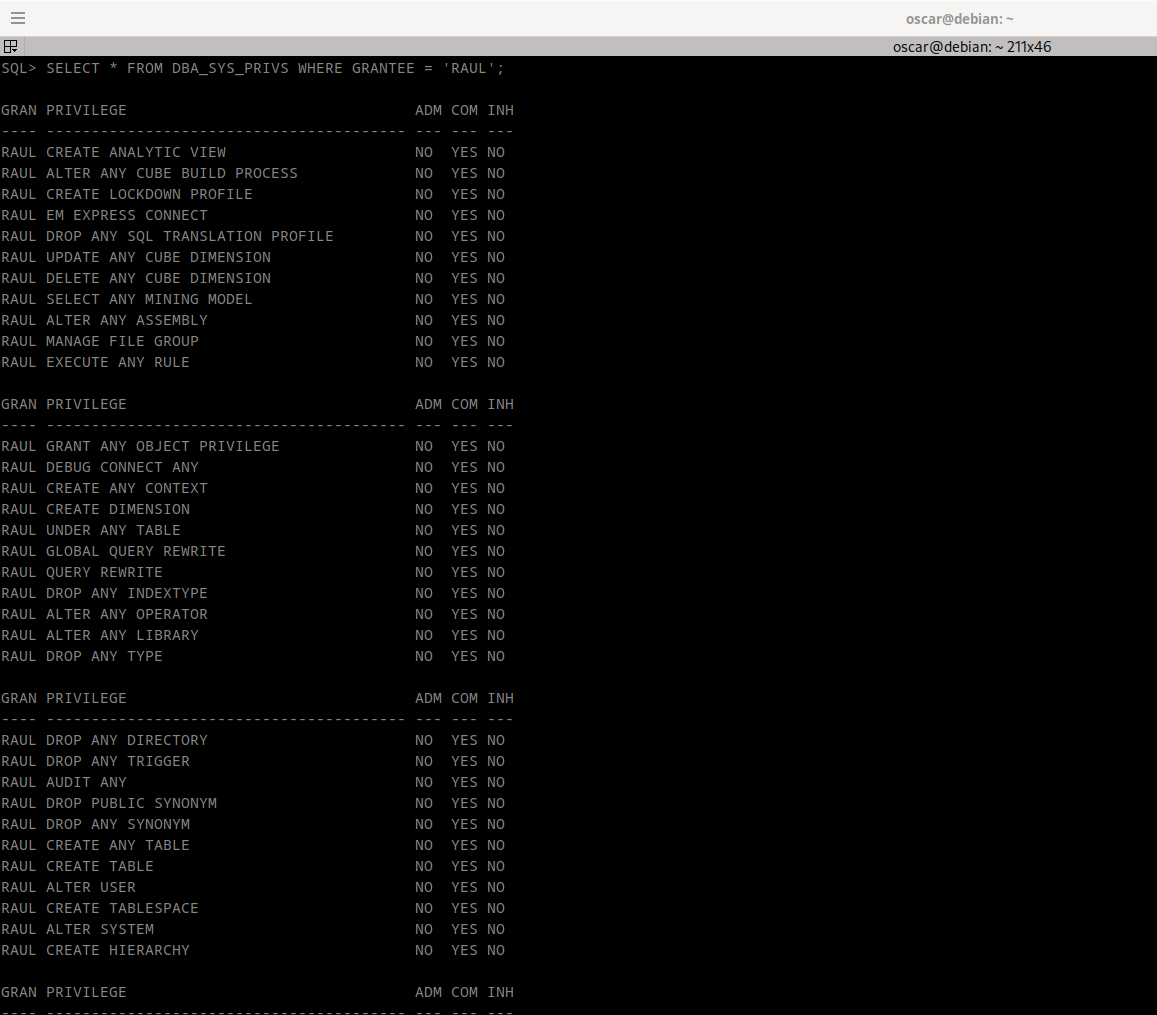 oscar@debian: ~
oscar@debian: ~ 211x46
SQL> SELECT * FROM DBA_SYS_PRIVS WHERE GRANTEE = 'RAUL';
GRAN PRIVILEGE ADM COM INH
---- ---------------------------------------- --- --- ---
RAUL CREATE ANALYTIC VIEW NO YES NO
RAUL ALTER ANY CUBE BUILD PROCESS NO YES NO
RAUL CREATE LOCKDOWN PROFILE NO YES NO
RAUL EM EXPRESS CONNECT NO YES NO
RAUL DROP ANY SQL TRANSLATION PROFILE NO YES NO
RAUL UPDATE ANY CUBE DIMENSION NO YES NO
RAUL DELETE ANY CUBE DIMENSION NO YES NO
RAUL SELECT ANY MINING MODEL NO YES NO
RAUL ALTER ANY ASSEMBLY NO YES NO
RAUL MANAGE FILE GROUP NO YES NO
RAUL EXECUTE ANY RULE NO YES NO
GRAN PRIVILEGE ADM COM INH
---- ---------------------------------------- --- --- ---
RAUL GRANT ANY OBJECT PRIVILEGE NO YES NO
RAUL DEBUG CONNECT ANY NO YES NO
RAUL CREATE ANY CONTEXT NO YES NO
RAUL CREATE DIMENSION NO YES NO
RAUL UNDER ANY TABLE NO YES NO
RAUL GLOBAL QUERY REWRITE NO YES NO
RAUL QUERY REWRITE NO YES NO
RAUL DROP ANY INDEXTYPE NO YES NO
RAUL ALTER ANY OPERATOR NO YES NO
RAUL ALTER ANY LIBRARY NO YES NO
RAUL DROP ANY TYPE NO YES NO
GRAN PRIVILEGE ADM COM INH
---- ---------------------------------------- --- --- ---
RAUL DROP ANY DIRECTORY NO YES NO
RAUL DROP ANY TRIGGER NO YES NO
RAUL AUDIT ANY NO YES NO
RAUL DROP PUBLIC SYNONYM NO YES NO
RAUL DROP ANY SYNONYM NO YES NO
RAUL CREATE ANY TABLE NO YES NO
RAUL CREATE TABLE NO YES NO
RAUL ALTER USER NO YES NO
RAUL CREATE TABLESPACE NO YES NO
RAUL ALTER SYSTEM NO YES NO
RAUL CREATE HIERARCHY NO YES NO
GRAN PRIVILEGE ADM COM INH
---- ---------------------------------------- --- --- ---